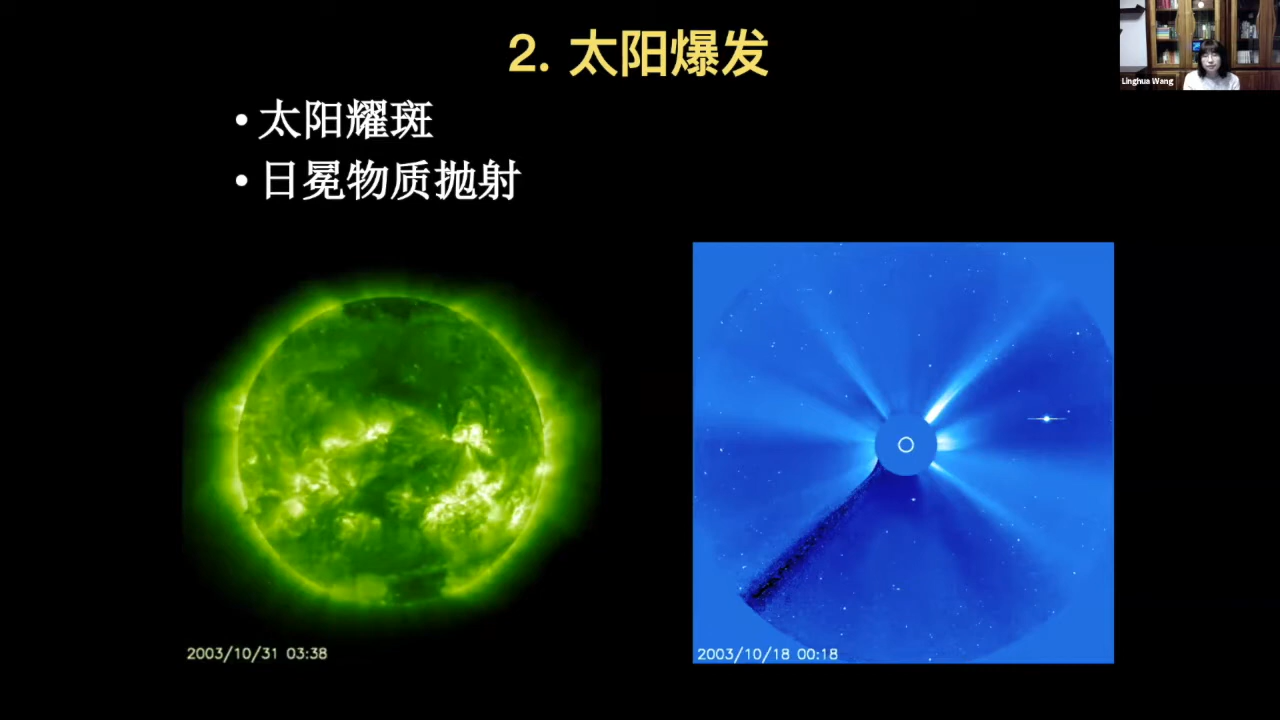 2. 太阳爆发
Linghua Wang
• 太阳耀斑
• 日冕物质抛射
2003/10/31 03:38
2003/10/18 00:18